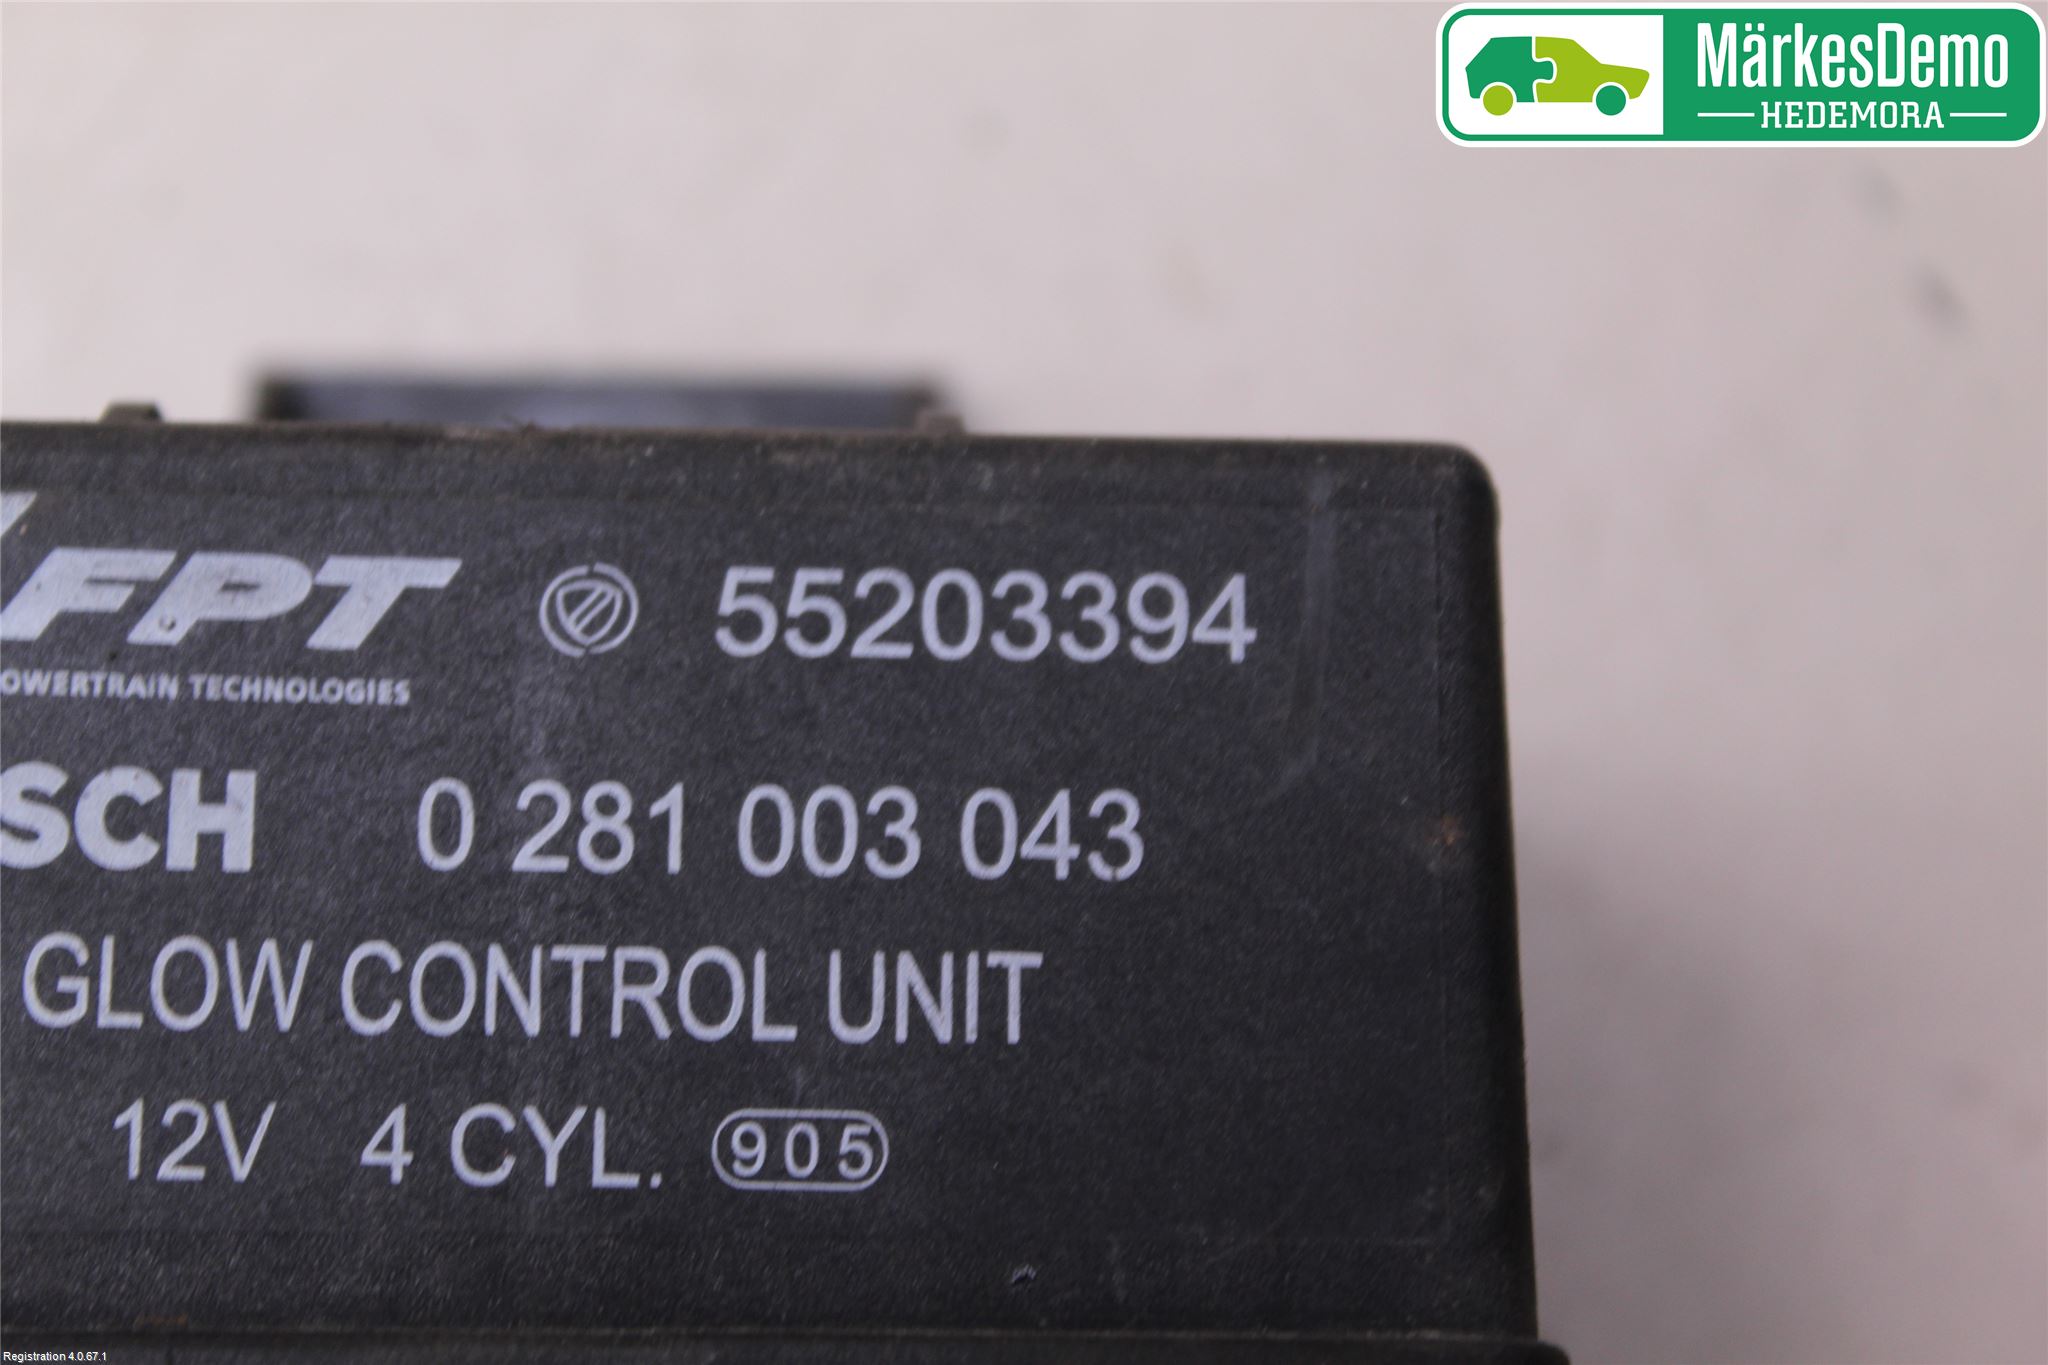 MärkesDemo
HEDEMORA
FPT 55203394
OWERTRAIN TECHNOLOGIES
SCH 0 281 003 043
GLOW CONTROL UNIT
12V 4 CYL. 905
Registration 4.0.67.1